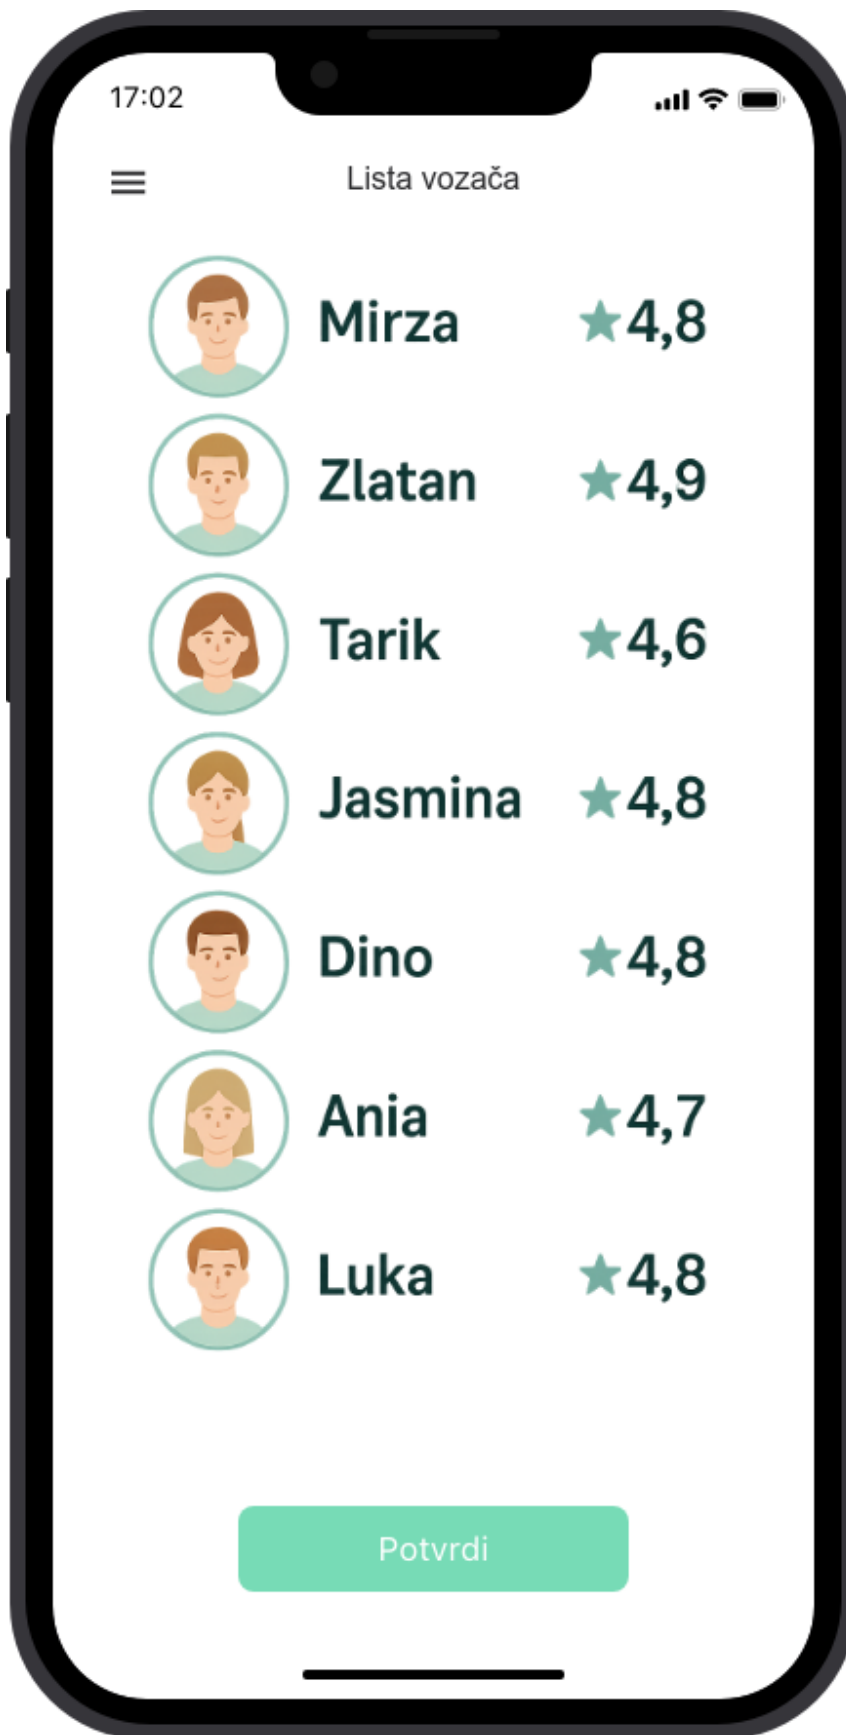 17:02
Lista vozača
Mirza 4,8
Zlatan 4,9
Tarik 4,6
Jasmina 4,8
Dino 4,8
Ania 4,7
Luka 4,8
Potvrdi